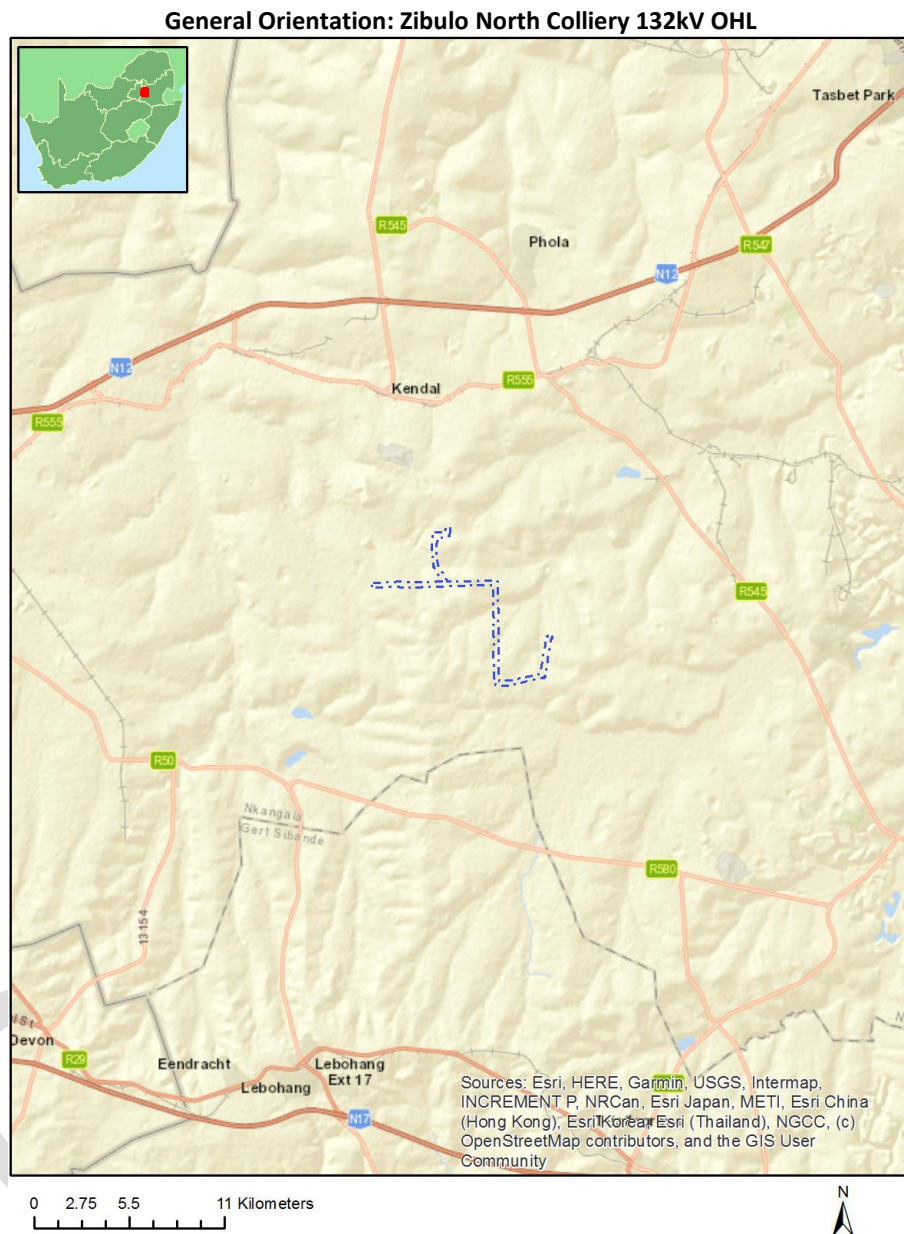 General Orientation: Zibulo North Colliery 132kV OHL
Tasbet Park
R545
Phola
R547
N12
N12
Kendal
R555
R555
R545
R50
Nkangala
Gert Sibande
R580
13154
Devon
R29
Eendracht
Lebohang
Lebohang
Ext 17
N17
Sources: Esri, HERE, Garmin, USGS, Intermap,
INCREMENT P, NRCan, Esri Japan, METI, Esri China
(Hong Kong), Esri Korea, Esri (Thailand), NGCC, (c)
OpenStreetMap contributors, and the GIS User
Community
0 2.75 5.5 11 Kilometers
N